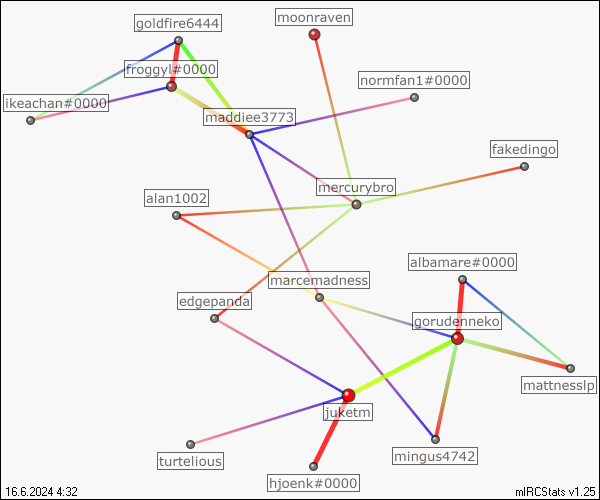 goldfire6444
moonraven
froggyl#0000
normfan1#0000
ikeachan#0000
maddiee3773
fakedingo
mercurybro
alan1002
albamare#0000
marcemadness
edgepanda
gorudenneko
mattnesslp
juketm
mingus4742
turtelious
hjoenk#0000
16.6.2024 4:32
mIRCStats v1.25